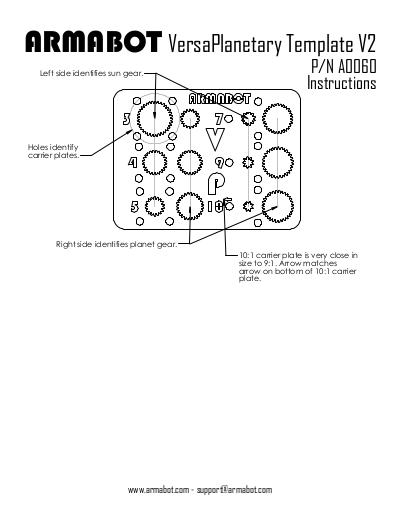 ARMABOT VersaPlanetary Template V2
P/N A0060
Instructions
Left side identifies sun gear.
ARMABOT
3 7
V
Holes identify
carrier plates.
4 9
P
5 10
Right side identifies planet gear.
10:1 carrier plate is very close in
size to 9:1. Arrow matches
arrow on bottom of 10:1 carrier
plate.
www.armabot.com - support@armabot.com